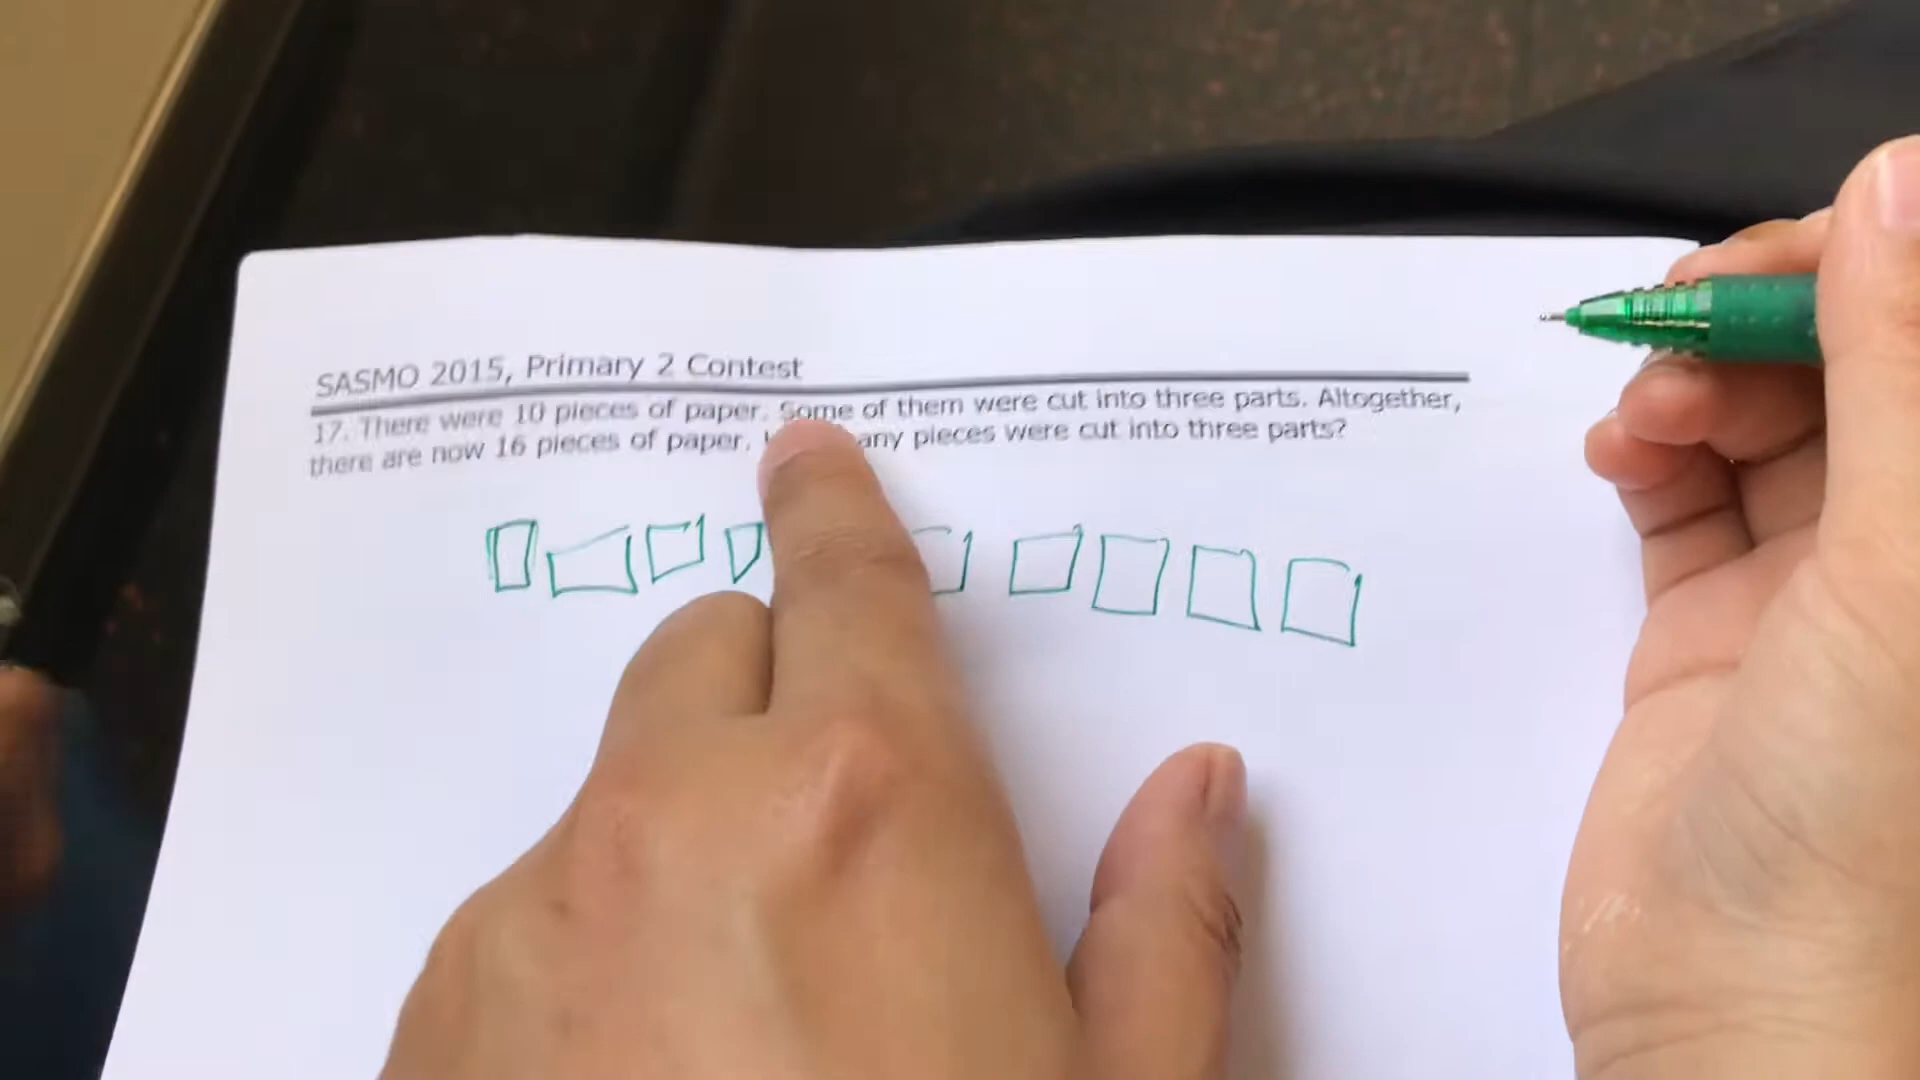 SASMO 2015, Primary 2 Contest
17. There were 10 pieces of paper. Some of them were cut into three parts. Altogether,
there are now 16 pieces of paper. any pieces were cut into three parts?